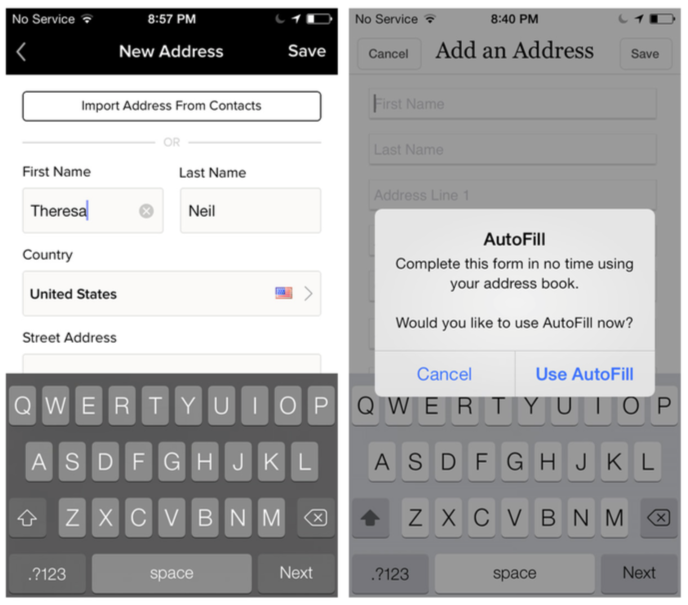 No Service 8:57 PM
New Address Save
Import Address From Contacts
OR
First Name Last Name
Theresa Neil
Country
United States
Street Address
Q W E R T Y U I O P
A S D F G H J K L
Z X C V B N M
.?123 space Next
No Service 8:40 PM
Cancel Add an Address Save
First Name
Last Name
Address Line 1
AutoFill
Complete this form in no time using
your address book.
Would you like to use AutoFill now?
Cancel Use AutoFill
Q W E R T Y U I O P
A S D F G H J K L
Z X C V B N M
.?123 space Next